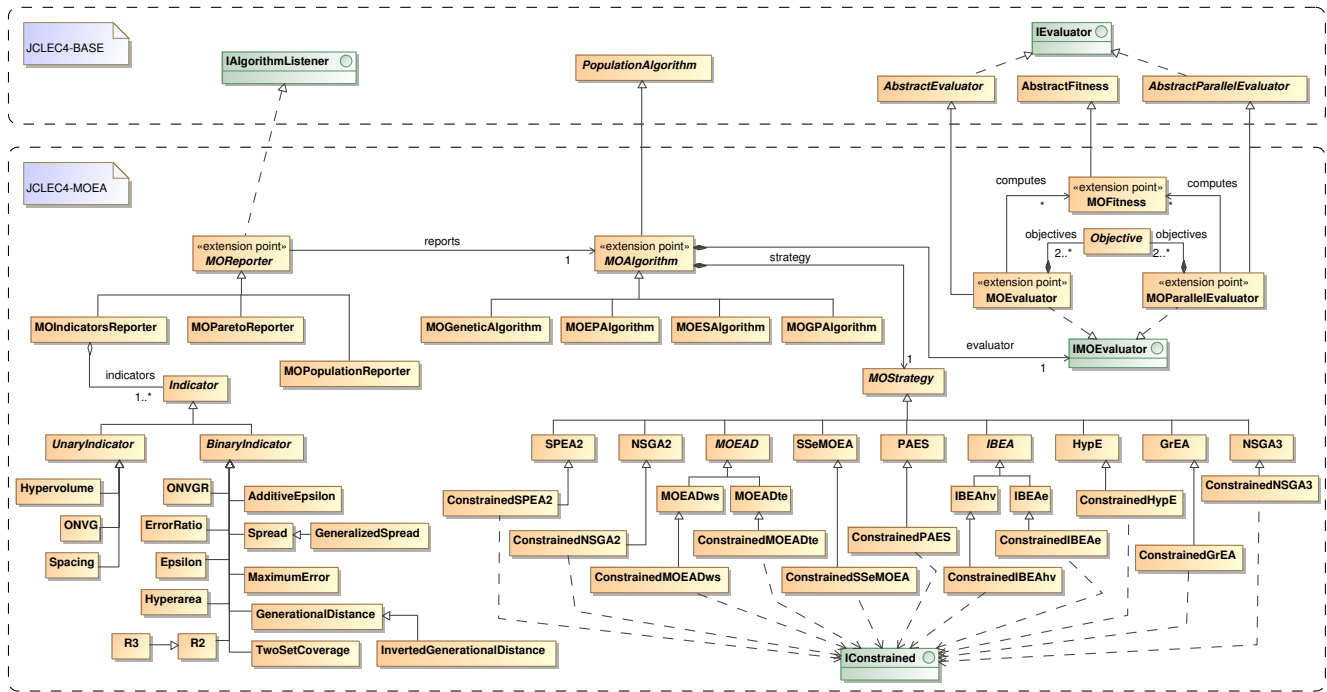 JCLEC4-BASE
IAlgorithmListener
PopulationAlgorithm
IEvaluator
AbstractEvaluator
AbstractFitness
AbstractParallelEvaluator
JCLEC4-MOEA
computes
*
«extension point»
MOFitness
computes
*
«extension point»
MOReporter
reports
1
«extension point»
MOAlgorithm
strategy
objectives
2..*
Objective
objectives
2..*
«extension point»
MOEvaluator
«extension point»
MOParallelEvaluator
MOIndicatorsReporter
MOParetoReporter
MOGeneticAlgorithm
MOEPAlgorithm
MOESAlgorithm
MOGPAlgorithm
MOPopulationReporter
evaluator
1
IMOEvaluator
1
MOStrategy
indicators
1..*
Indicator
UnaryIndicator
BinaryIndicator
SPEA2
NSGA2
MOEAD
SSeMOEA
PAES
IBEA
HypE
GrEA
NSGA3
Hypervolume
ONVGR
AdditiveEpsilon
ConstrainedSPEA2
MOEADws
MOEADte
IBEAhv
IBEAe
ConstrainedHypE
ConstrainedNSGA3
ONVG
ErrorRatio
Spread
GeneralizedSpread
ConstrainedNSGA2
ConstrainedMOEADte
ConstrainedPAES
ConstrainedIBEAe
Spacing
Epsilon
MaximumError
ConstrainedMOEADws
ConstrainedSSeMOEA
ConstrainedIBEAhv
ConstrainedGrEA
Hyperarea
GenerationalDistance
R3
R2
TwoSetCoverage
InvertedGenerationalDistance
IConstrained